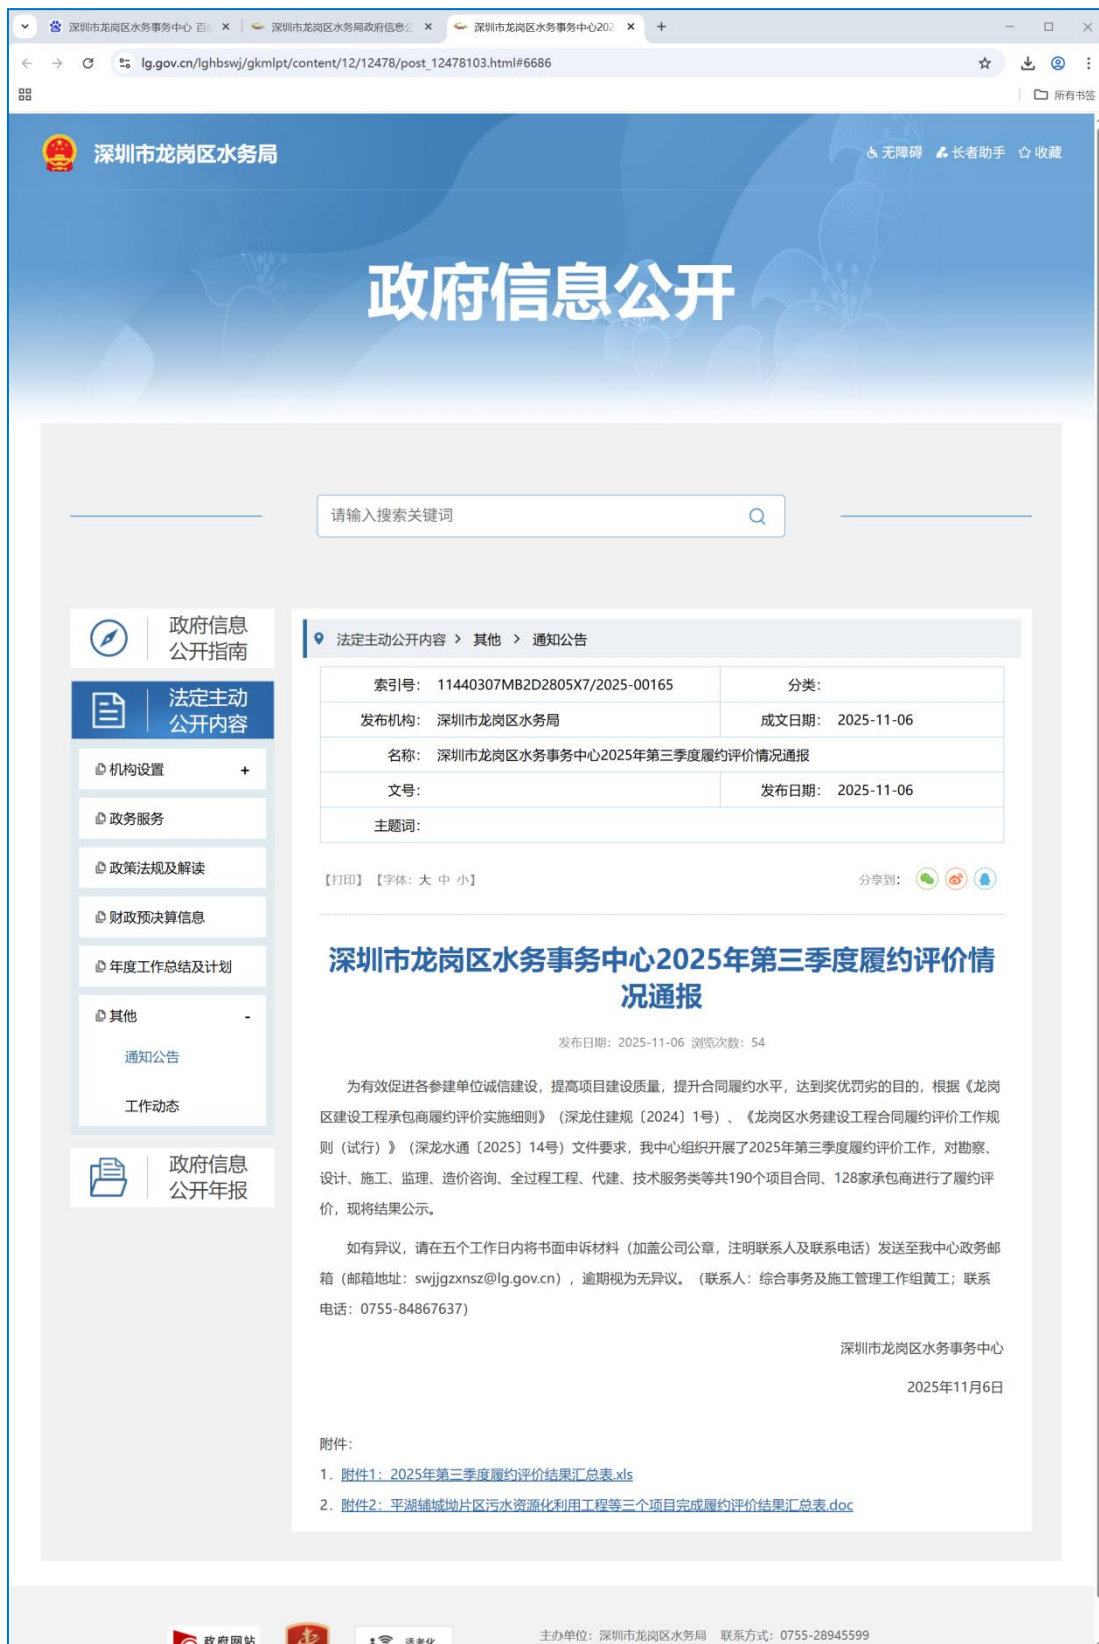 深圳市龙岗区水务事务中心 百
深圳市龙岗区水务局政府信息公
深圳市龙岗区水务事务中心202
lg.gov.cn/lghbswj/gkmlpt/content/12/12478/post_12478103.html#6686
所有书签
深圳市龙岗区水务局
无障碍 长者助手 收藏
政府信息公开
请输入搜索关键词
政府信息
公开指南
法定主动
公开内容
机构设置 +
政务服务
政策法规及解读
财政预决算信息
年度工作总结及计划
其他 -
通知公告
工作动态
政府信息
公开年报
法定主动公开内容 > 其他 > 通知公告
索引号: 11440307MB2D2805X7/2025-00165 分类:
发布机构: 深圳市龙岗区水务局 成文日期: 2025-11-06
名称: 深圳市龙岗区水务事务中心2025年第三季度履约评价情况通报
文号: 发布日期: 2025-11-06
主题词:
【打印】 【字体: 大 中 小】 分享到:
深圳市龙岗区水务事务中心2025年第三季度履约评价情
况通报
发布日期: 2025-11-06 浏览次数: 54
为有效促进各参建单位诚信建设，提高项目建设质量，提升合同履约水平，达到奖优罚劣的目的，根据《龙岗
区建设工程承包商履约评价实施细则》（深龙住建规〔2024〕1号）、《龙岗区水务建设工程合同履约评价工作规
则（试行）》（深龙水通〔2025〕14号）文件要求，我中心组织开展了2025年第三季度履约评价工作，对勘察、
设计、施工、监理、造价咨询、全过程工程、代建、技术服务类等共190个项目合同、128家承包商进行了履约评
价，现将结果公示。
如有异议，请在五个工作日内将书面申诉材料（加盖公司公章，注明联系人及联系电话）发送至我中心政务邮
箱（邮箱地址：swjjgzxnsz@lg.gov.cn），逾期视为无异议。（联系人：综合事务及施工管理工作组黄工；联系
电话：0755-84867637）
深圳市龙岗区水务事务中心
2025年11月6日
附件：
1. 附件1：2025年第三季度履约评价结果汇总表.xls
2. 附件2：平湖辅城坳片区污水资源化利用工程等三个项目完成履约评价结果汇总表.doc
政府网站
适老化
主办单位：深圳市龙岗区水务局 联系方式：0755-28945599